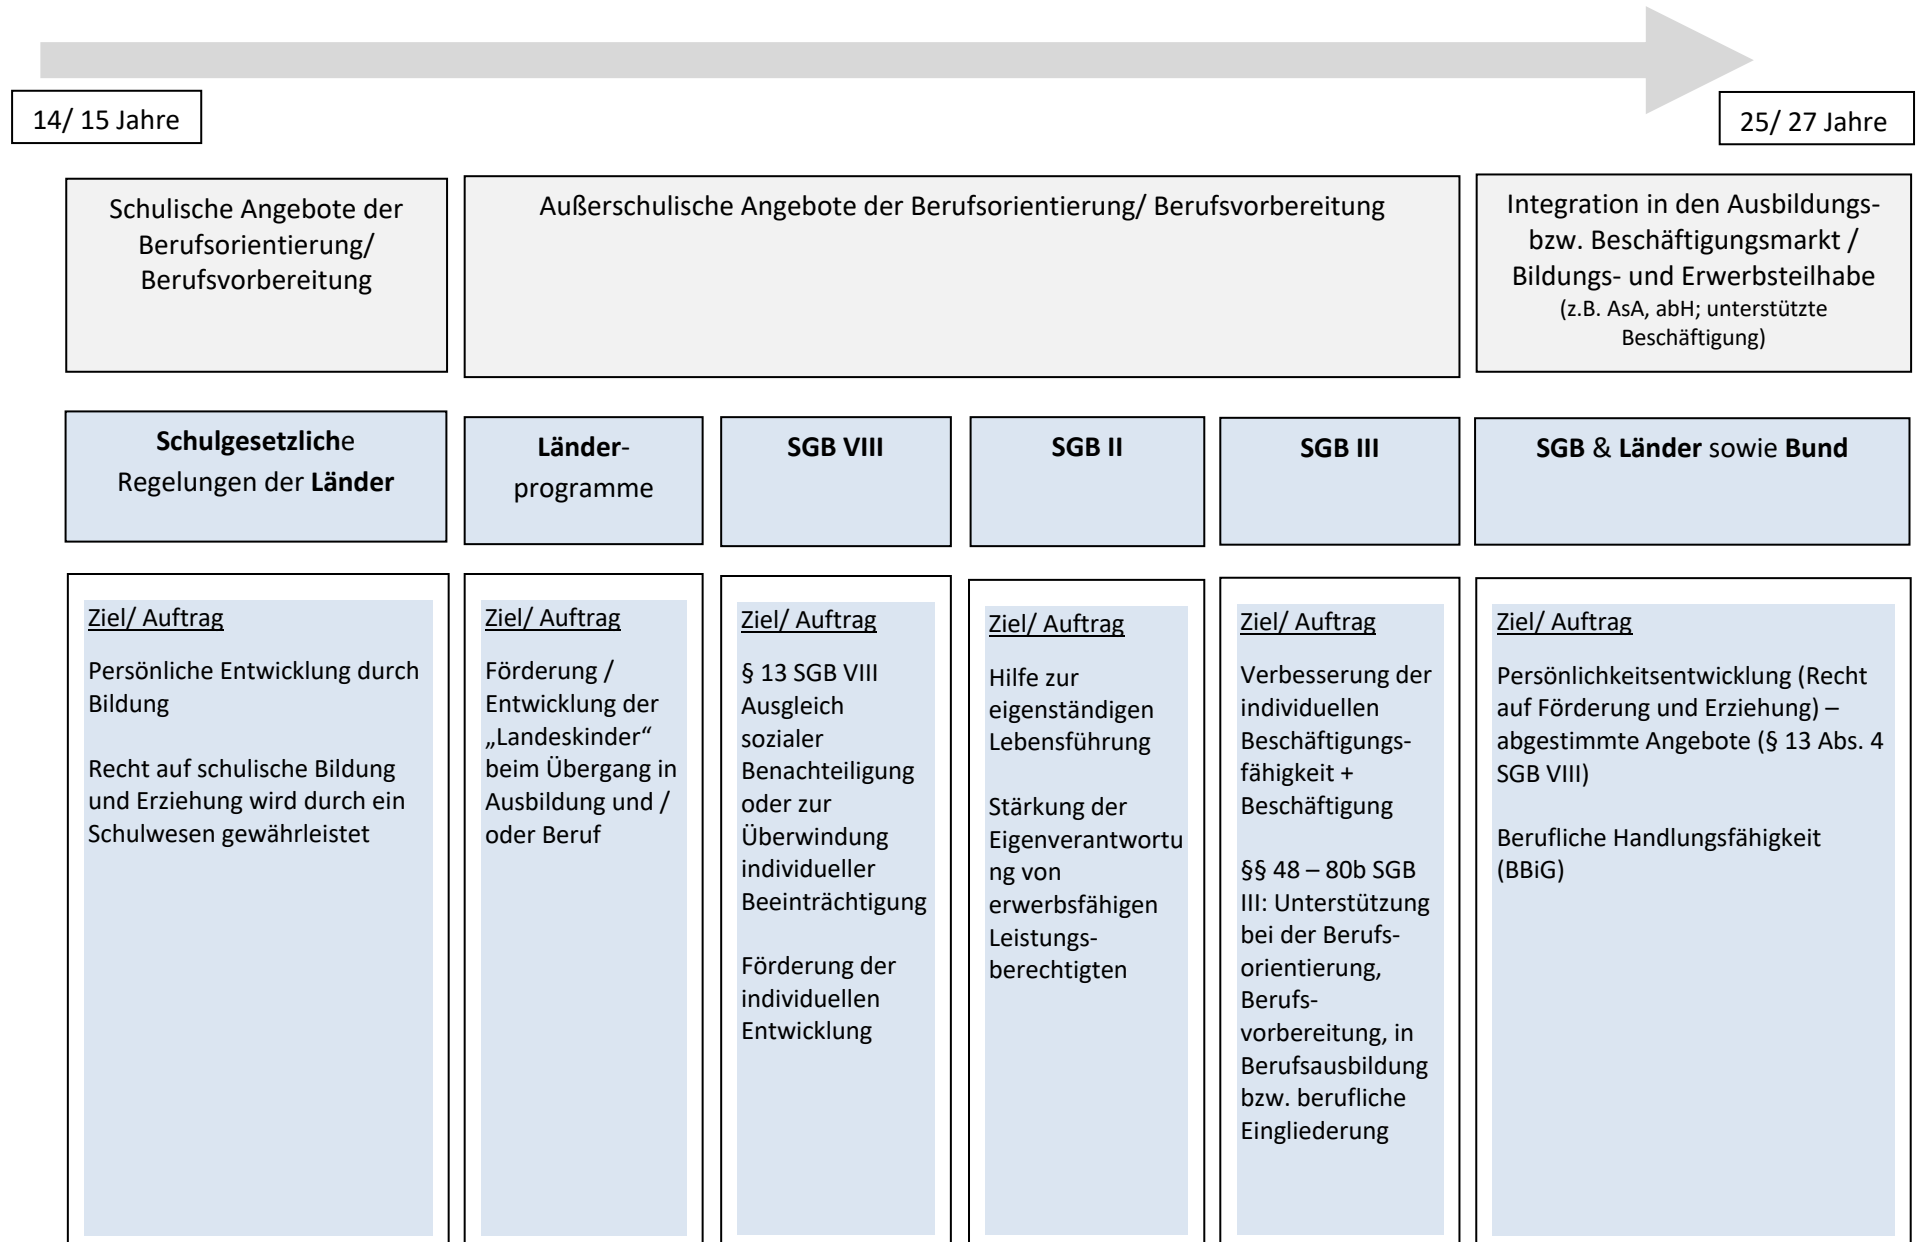 14/ 15 Jahre
25/ 27 Jahre
Schulische Angebote der
Berufsorientierung/
Berufsvorbereitung
Außerschulische Angebote der Berufsorientierung/ Berufsvorbereitung
Integration in den Ausbildungs-
bzw. Beschäftigungsmarkt /
Bildungs- und Erwerbsteilhabe
(z.B. AsA, abH; unterstützte
Beschäftigung)
Schulgesetzliche
Regelungen der Länder
Länder-
programme
SGB VIII
SGB II
SGB III
SGB & Länder sowie Bund
Ziel/ Auftrag
Persönliche Entwicklung durch
Bildung
Recht auf schulische Bildung
und Erziehung wird durch ein
Schulwesen gewährleistet
Ziel/ Auftrag
Förderung /
Entwicklung der
„Landeskinder“
beim Übergang in
Ausbildung und /
oder Beruf
Ziel/ Auftrag
§ 13 SGB VIII
Ausgleich
sozialer
Benachteiligung
oder zur
Überwindung
individueller
Beeinträchtigung
Förderung der
individuellen
Entwicklung
Ziel/ Auftrag
Hilfe zur
eigenständigen
Lebensführung
Stärkung der
Eigenverantwortu
ng von
erwerbsfähigen
Leistungs-
berechtigten
Ziel/ Auftrag
Verbesserung der
individuellen
Beschäftigungs-
fähigkeit +
Beschäftigung
§§ 48 – 80b SGB
III: Unterstützung
bei der Berufs-
orientierung,
Berufs-
vorbereitung, in
Berufsausbildung
bzw. berufliche
Eingliederung
Ziel/ Auftrag
Persönlichkeitsentwicklung (Recht
auf Förderung und Erziehung) –
abgestimmte Angebote (§ 13 Abs. 4
SGB VIII)
Berufliche Handlungsfähigkeit
(BBiG)